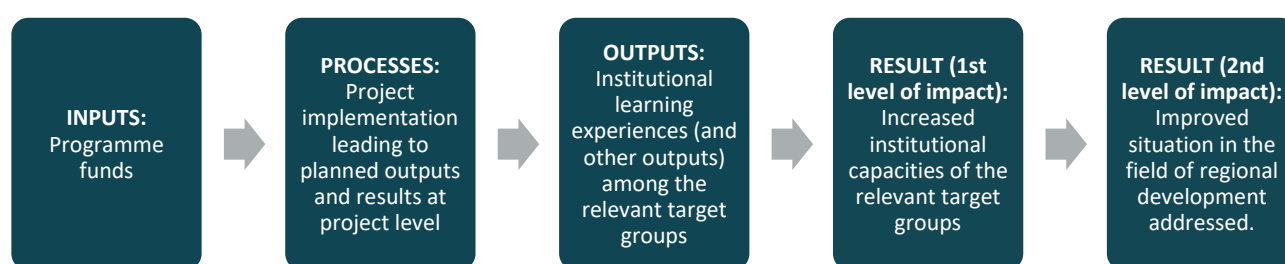 INPUTS:
Programme
funds
PROCESSES:
Project
implementation
leading to
planned outputs
and results at
project level
OUTPUTS:
Institutional
learning
experiences (and
other outputs)
among the
relevant target
groups
RESULT (1st
level of impact):
Increased
institutional
capacities of the
relevant target
groups
RESULT (2nd
level of impact):
Improved
situation in the
field of regional
development
addressed.